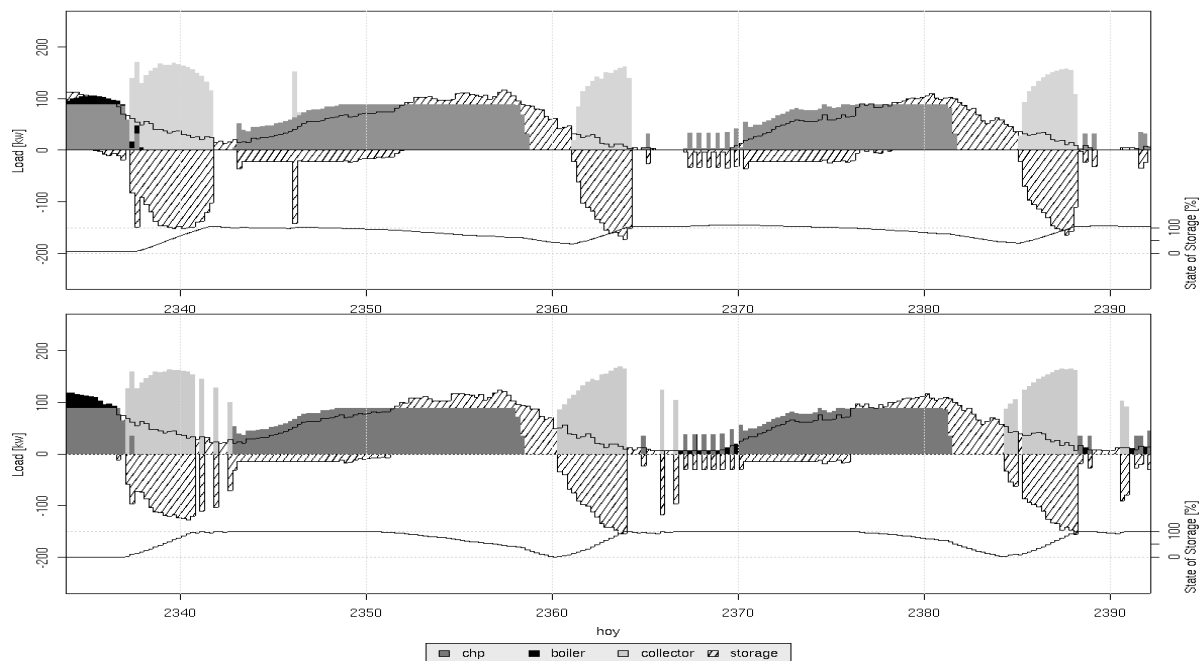 200
100
0
-100
-200
Load [kw]
100
0
State of Storage [%]
2340 2350 2360 2370 2380 2390
200
100
0
-100
-200
Load [kw]
100
0
State of Storage [%]
2340 2350 2360 2370 2380 2390
hoy
chp boiler collector storage